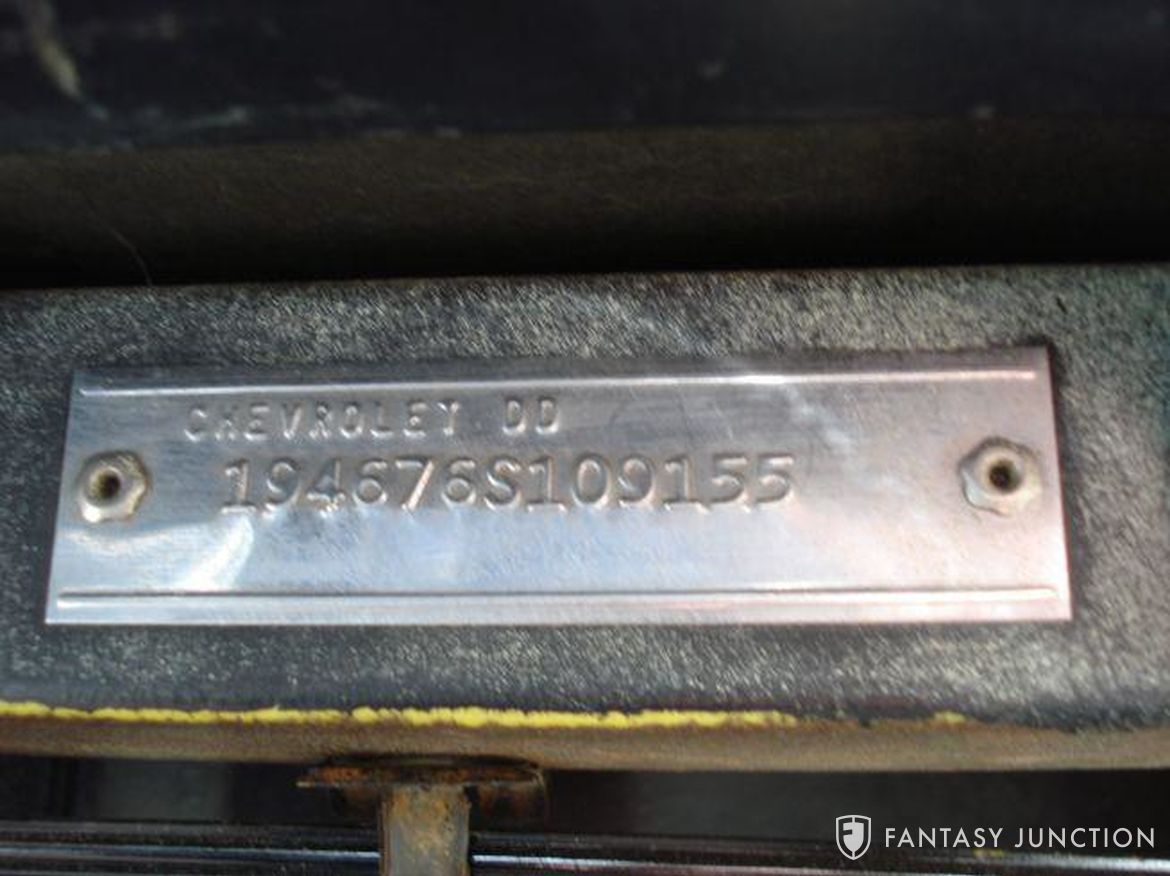 CHEVROLET DD
194676S109155
FANTASY JUNCTION